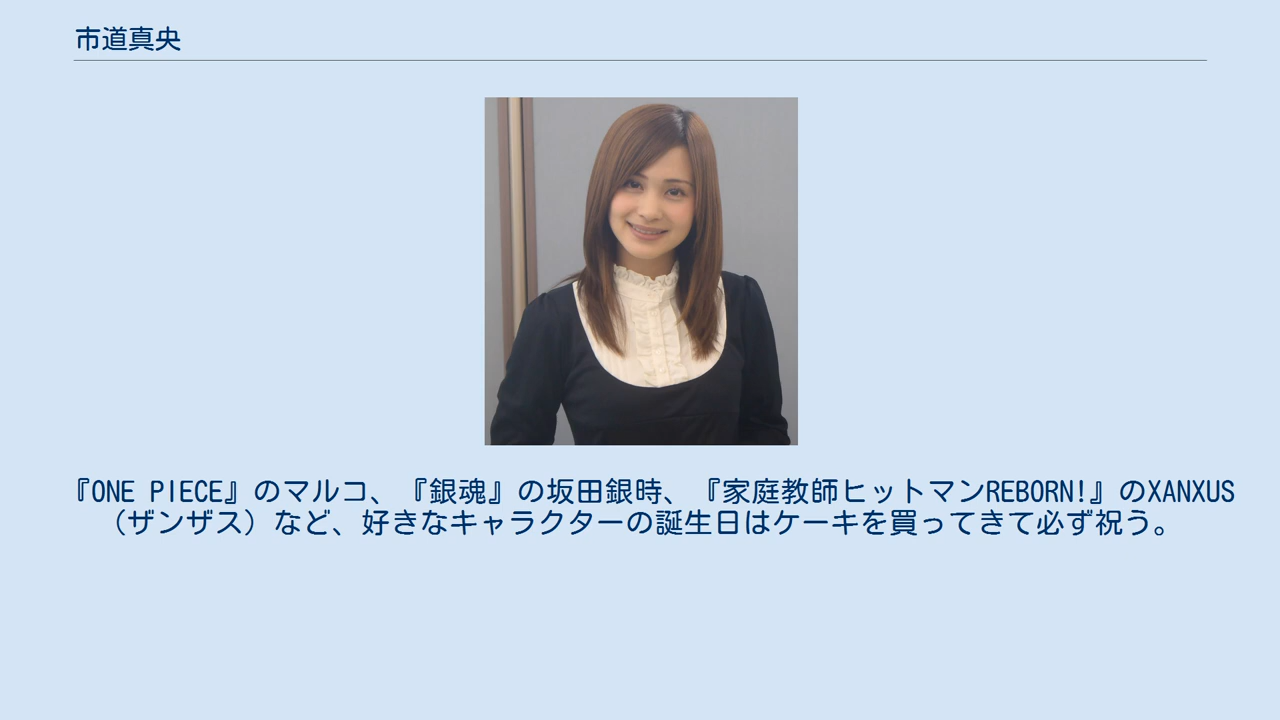 市道真央
『ONE PIECE』のマルコ、『銀魂』の坂田銀時、『家庭教師ヒットマンREBORN!』のXANXUS
（ザンザス）など、好きなキャラクターの誕生日はケーキを買ってきて必ず祝う。